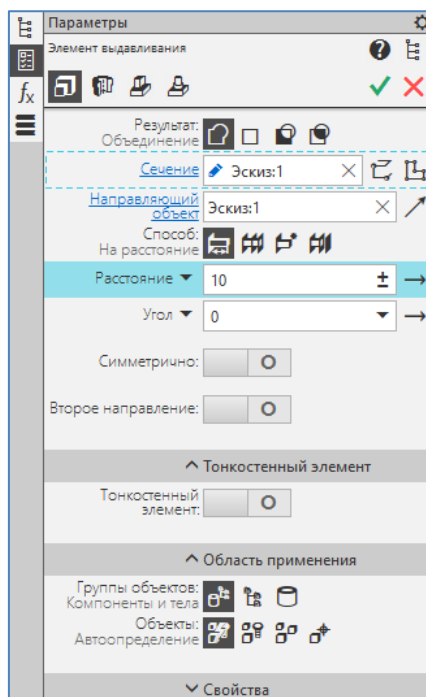 Параметры
Элемент выдавливания
?
fx
Результат:
Объединение
Сечение Эскиз:1
Направляющий
объект Эскиз:1
Способ:
На расстояние
Расстояние 10 ±
Угол 0
Симметрично:
Второе направление:
Тонкостенный элемент
Тонкостенный
элемент:
Область применения
Группы объектов:
Компоненты и тела
Объекты:
Автоопределение
Свойства